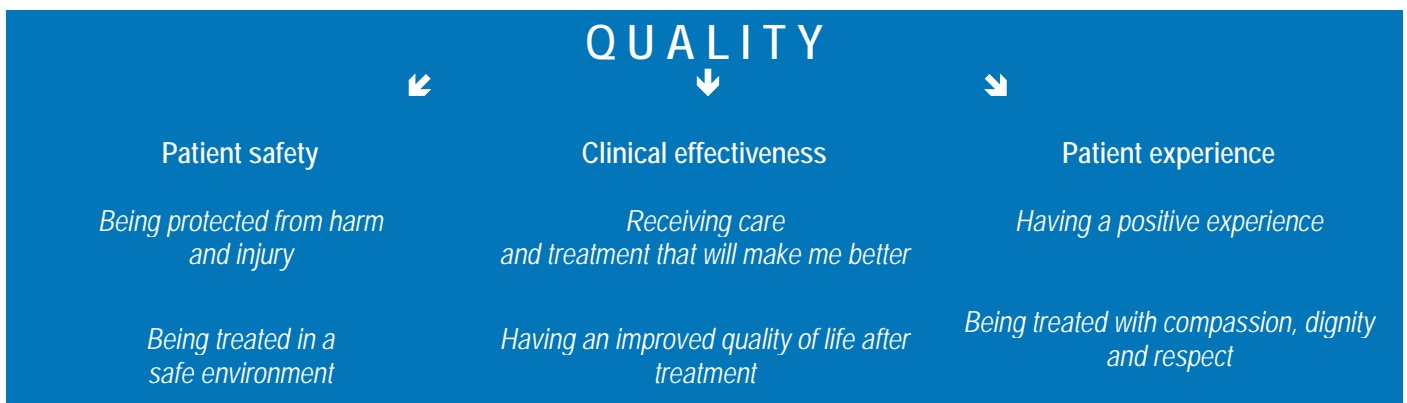 QUALITY
Patient safety
Being protected from harm
and injury
Being treated in a
safe environment
Clinical effectiveness
Receiving care
and treatment that will make me better
Having an improved quality of life after
treatment
Patient experience
Having a positive experience
Being treated with compassion, dignity
and respect